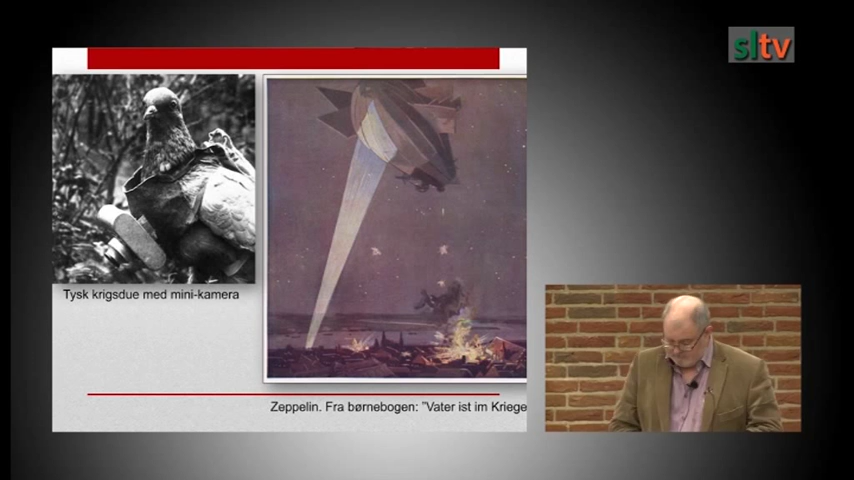 sltv
Tysk krigsdue med mini-kamera
Zeppelin. Fra børnebogen: ”Vater ist im Kriege